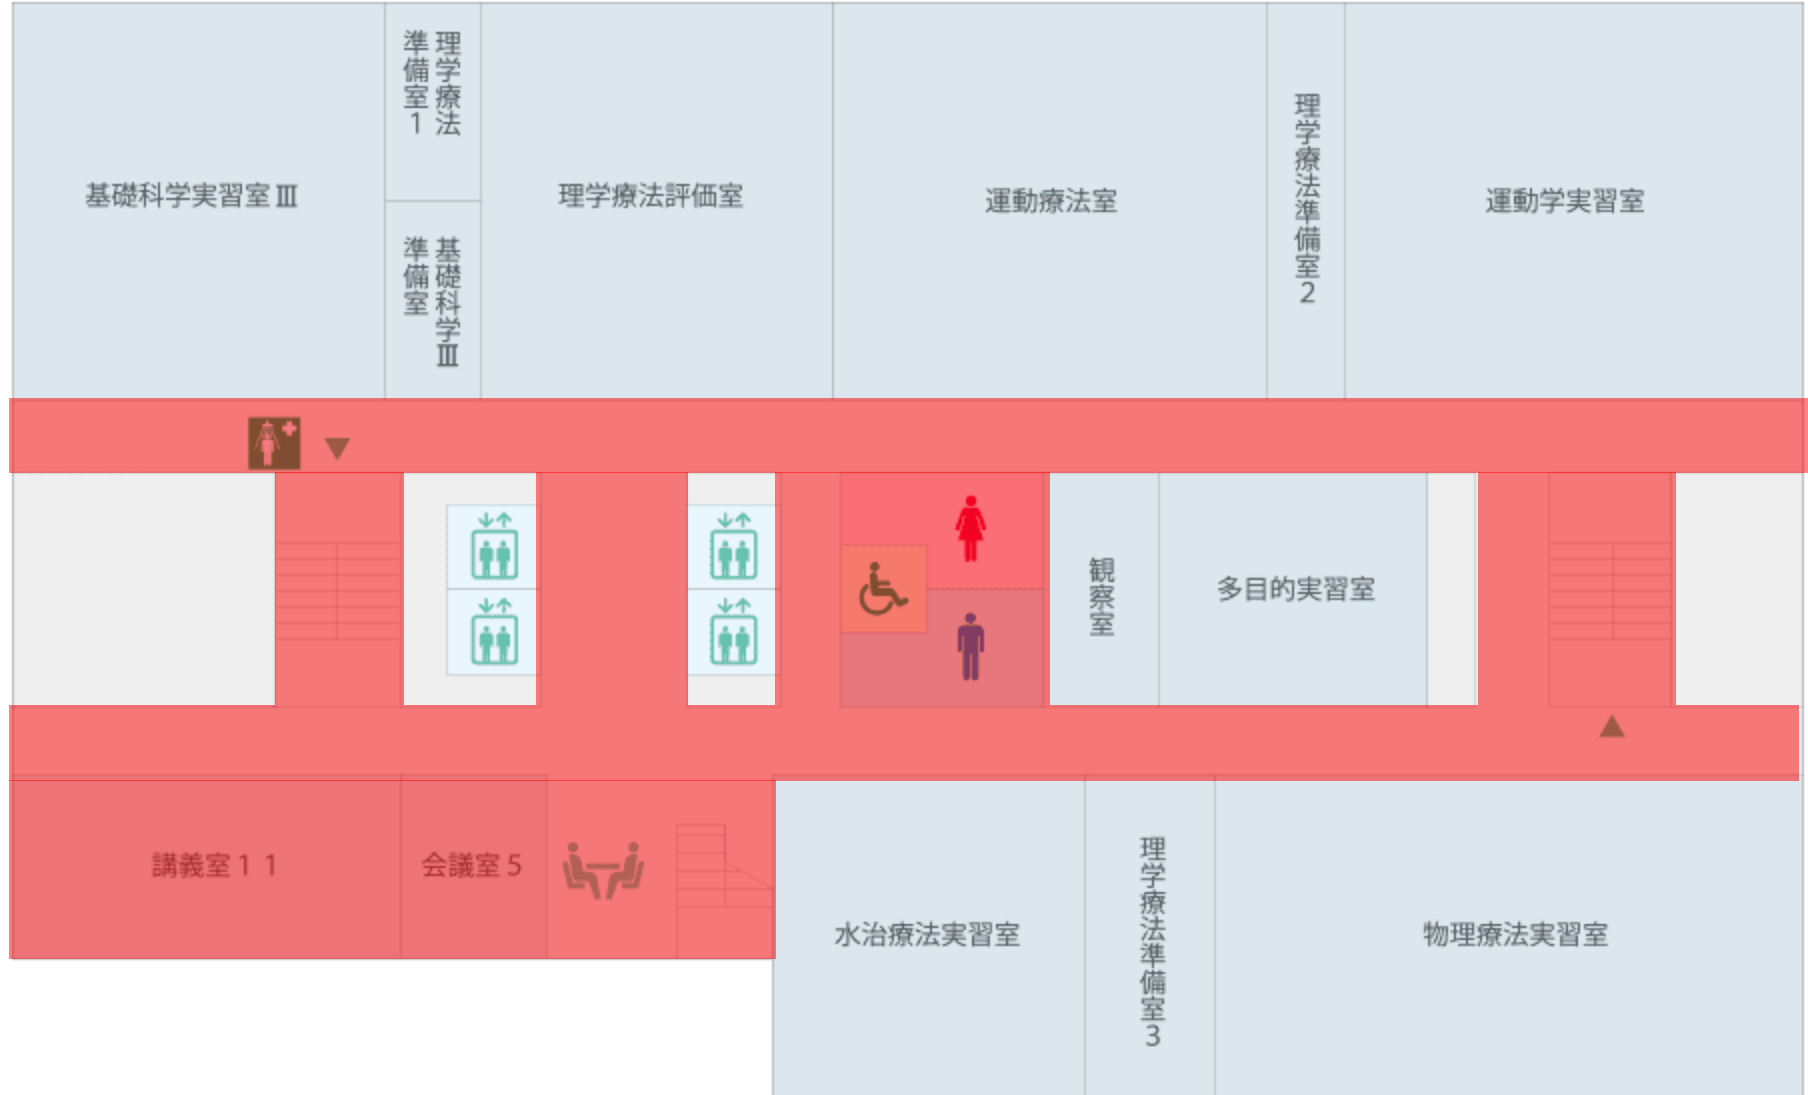 基礎科学実習室Ⅲ
理学療法
準備室1
基礎科学Ⅲ
準備室
理学療法評価室
運動療法室
理学療法準備室2
運動学実習室
観察室
多目的実習室
講義室11
会議室5
水治療法実習室
理学療法準備室3
物理療法実習室